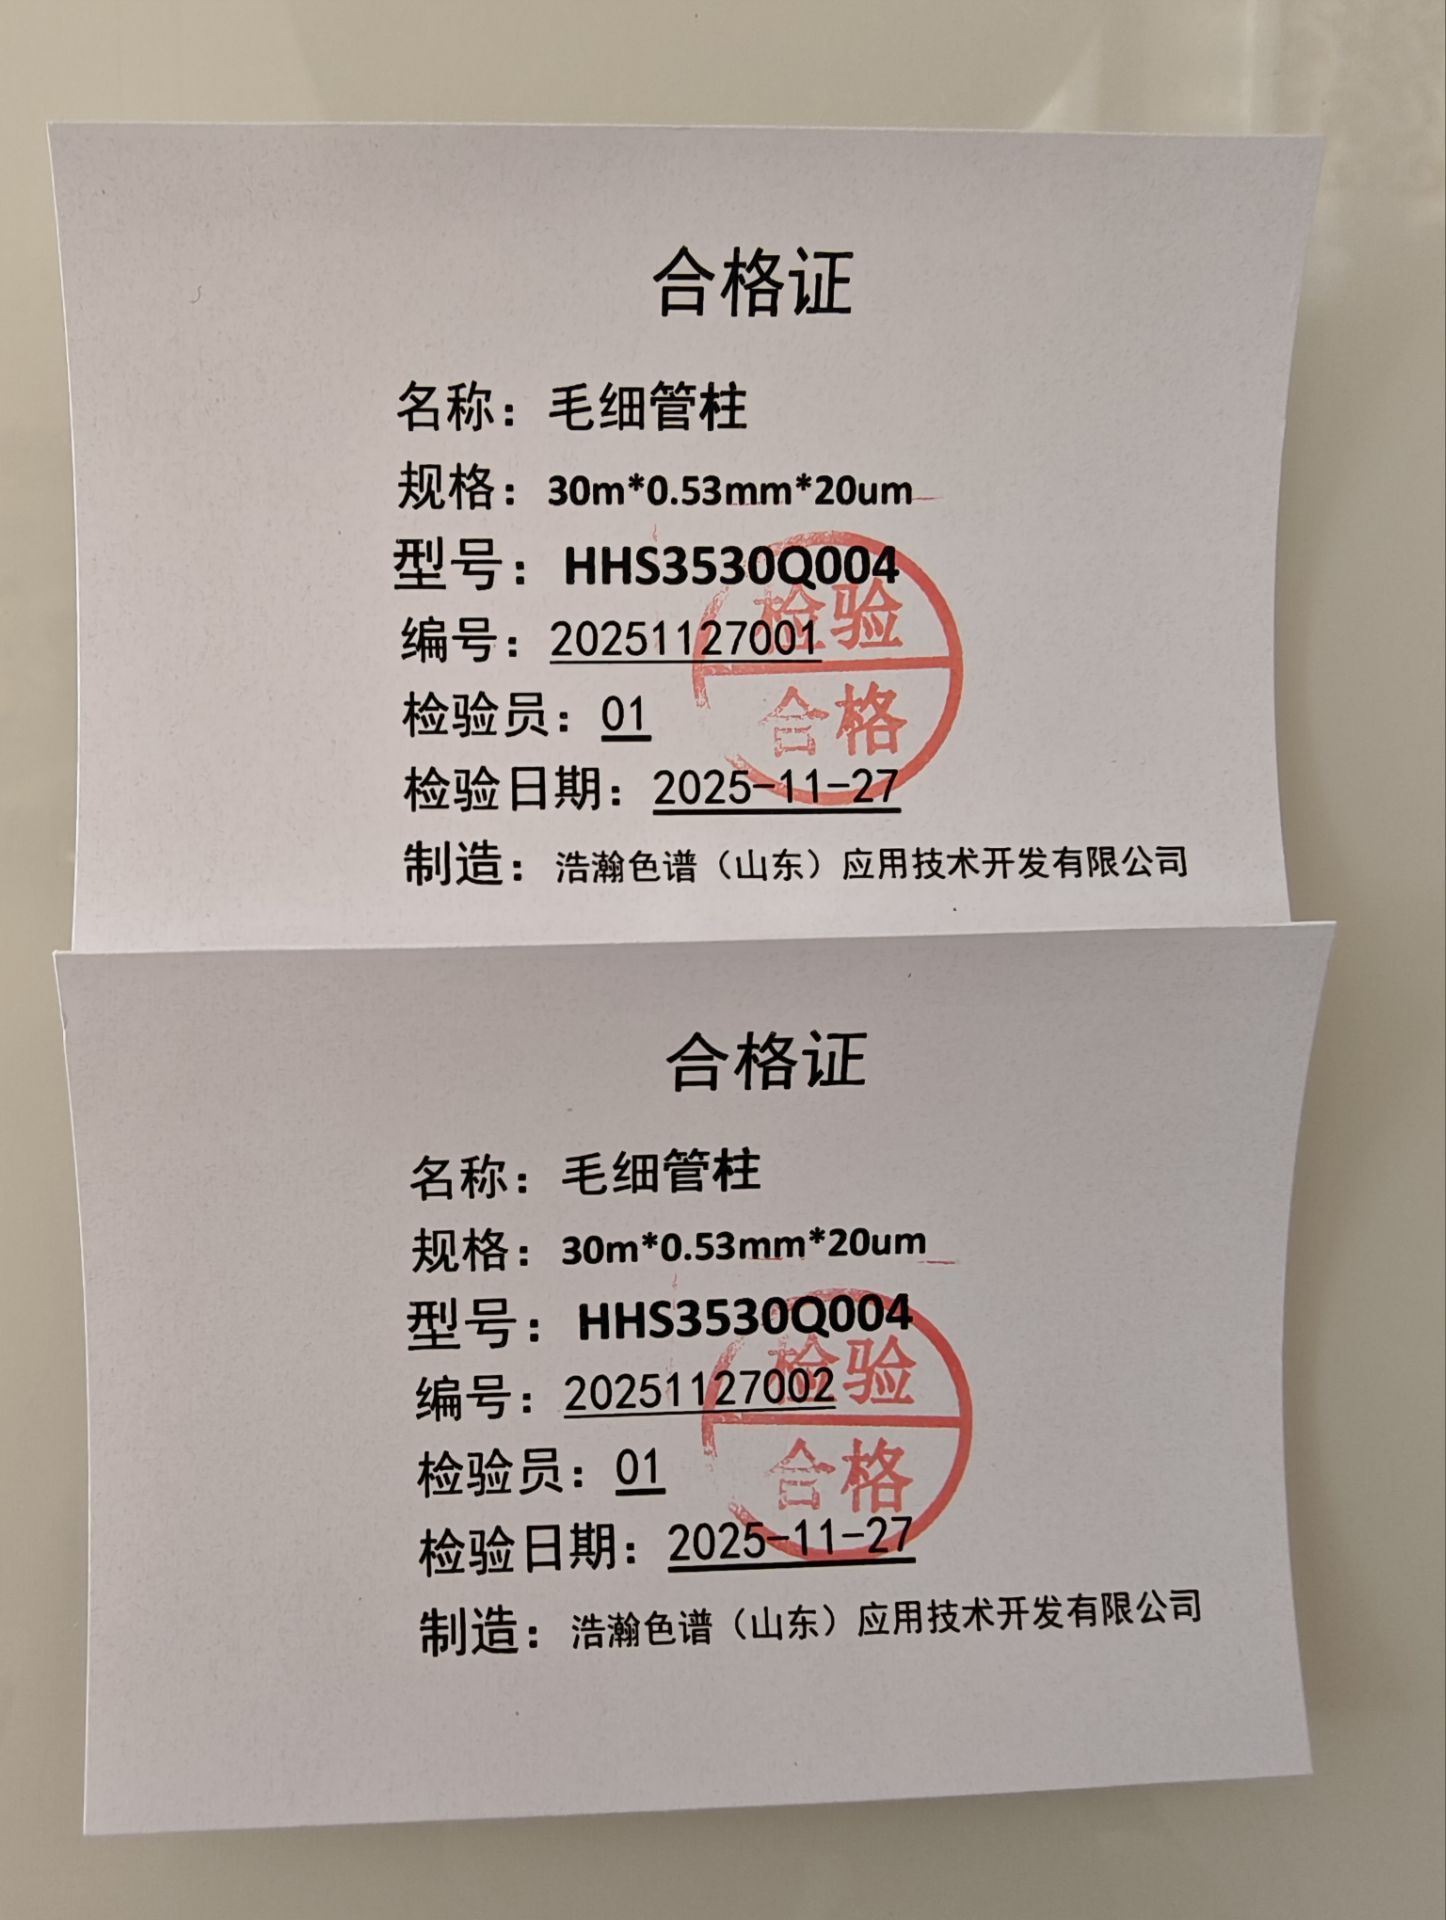 合格证
名称：毛细管柱
规格：30m*0.53mm*20um
型号：HHS3530Q004
编号：20251127001
检验员：01
检验日期：2025-11-27
制造：浩瀚色谱（山东）应用技术开发有限公司
检验
合格
合格证
名称：毛细管柱
规格：30m*0.53mm*20um
型号：HHS3530Q004
编号：20251127002
检验员：01
检验日期：2025-11-27
制造：浩瀚色谱（山东）应用技术开发有限公司
检验
合格